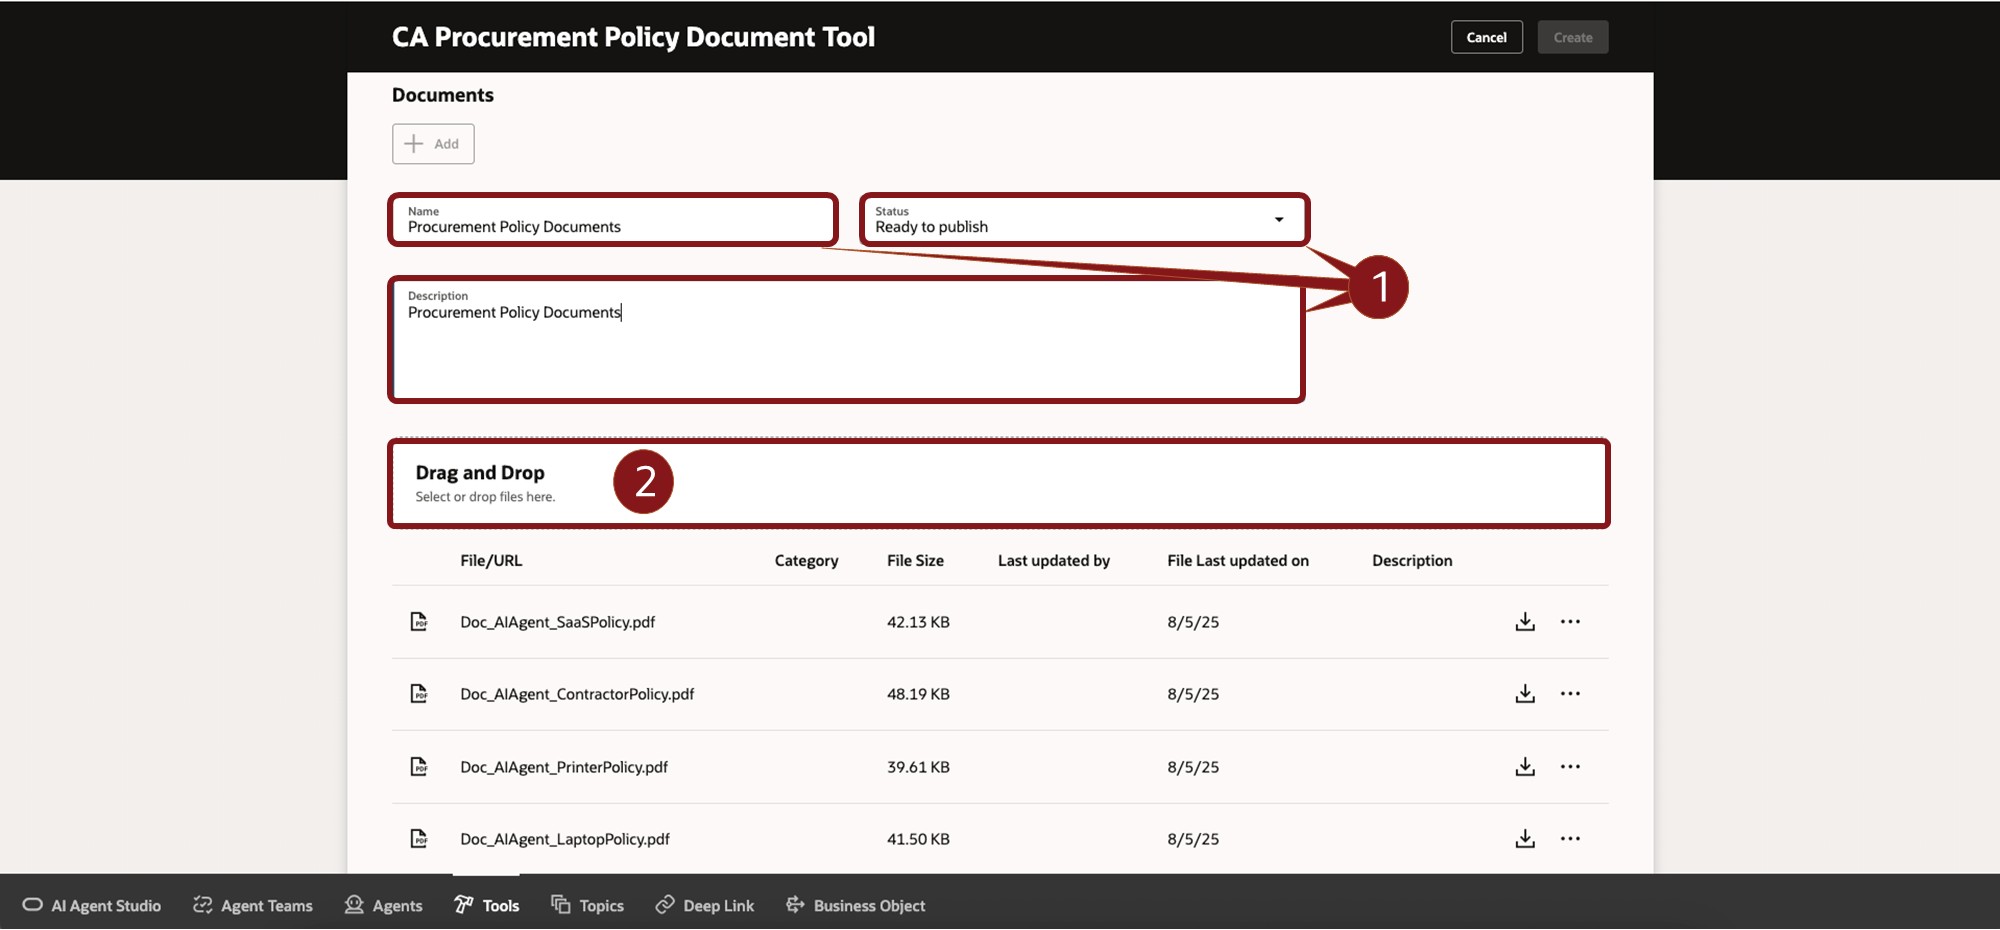 CA Procurement Policy Document Tool
Cancel
Create
Documents
Add
Name
Procurement Policy Documents
Status
Ready to publish
1
Description
Procurement Policy Documents
Drag and Drop
Select or drop files here.
2
File/URL Category File Size Last updated by File Last updated on Description
PDF Doc_AIAgent_SaaSPolicy.pdf 42.13 KB 8/5/25
PDF Doc_AIAgent_ContractorPolicy.pdf 48.19 KB 8/5/25
PDF Doc_AIAgent_PrinterPolicy.pdf 39.61 KB 8/5/25
PDF Doc_AIAgent_LaptopPolicy.pdf 41.50 KB 8/5/25
AI Agent Studio Agent Teams Agents Tools Topics Deep Link Business Object